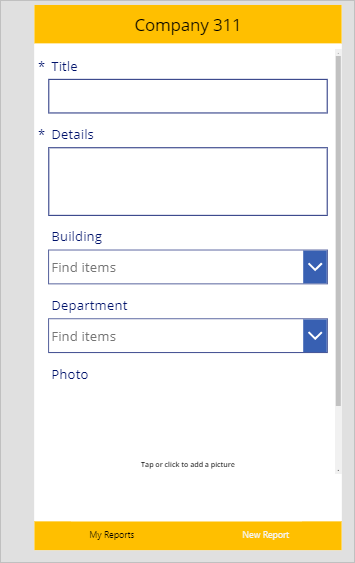 Company 311
* Title
* Details
Building
Find items
Department
Find items
Photo
Tap or click to add a picture
My Reports New Report